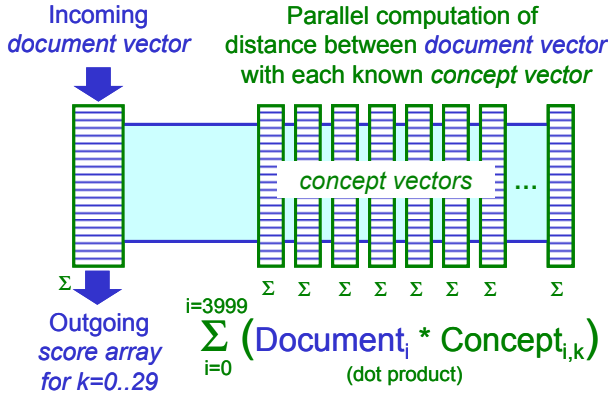 Incoming
document vector
Parallel computation of
distance between document vector
with each known concept vector
concept vectors
...
Σ
Σ Σ Σ Σ Σ Σ Σ Σ
Outgoing
score array
for k=0..29
i=3999
Σ (Document_i * Concept_i,k)
i=0
(dot product)